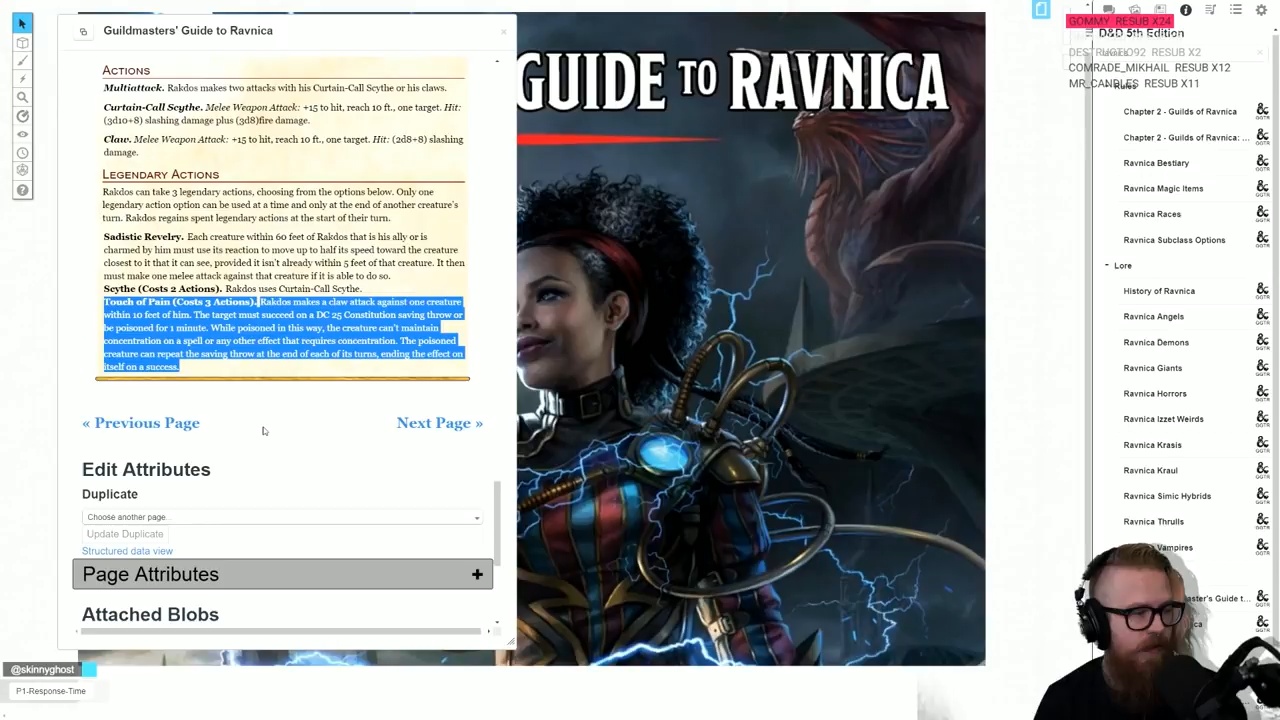 Guildmasters' Guide to Ravnica
×
ACTIONS
Multiattack. Rakdos makes two attacks with his Curtain-Call Scythe or his claws.
Curtain-Call Scythe. Melee Weapon Attack: +15 to hit, reach 10 ft., one target. Hit:
(3d10+8) slashing damage plus (3d8)fire damage.
Claw. Melee Weapon Attack: +15 to hit, reach 10 ft., one target. Hit: (2d8+8) slashing
damage.
LEGENDARY ACTIONS
Rakdos can take 3 legendary actions, choosing from the options below. Only one
legendary action option can be used at a time and only at the end of another creature's
turn. Rakdos regains spent legendary actions at the start of their turn.
Sadistic Revelry. Each creature within 60 feet of Rakdos that is his ally or is
charmed by him must use its reaction to move up to half its speed toward the creature
closest to it that it can see, provided it isn't already within 5 feet of that creature. It then
must make one melee attack against that creature if it is able to do so.
Scythe (Costs 2 Actions). Rakdos uses Curtain-Call Scythe.
Touch of Pain (Costs 3 Actions). Rakdos makes a claw attack against one creature
within 10 feet of him. The target must succeed on a DC 25 Constitution saving throw or
be poisoned for 1 minute. While poisoned in this way, the creature can't maintain
concentration on a spell or any other effect that requires concentration. The poisoned
creature can repeat the saving throw at the end of each of its turns, ending the effect on
itself on a success.
« Previous Page
Next Page »
Edit Attributes
Duplicate
Choose another page...
Update Duplicate
Structured data view
Page Attributes
+
Attached Blobs
@skinnyghost
P1-Response-Time
GUIDE TO RAVNICA
GOMMY RESUB X24
D&D 5th Edition
DESTRUCTIO92 RESUB X2
COMRADE_MIKHAIL RESUB X12
MR_CANDLES RESUB X11
Rules
Chapter 2 - Guilds of Ravnica
Chapter 2 - Guilds of Ravnica: ...
Ravnica Bestiary
Ravnica Magic Items
Ravnica Races
Ravnica Subclass Options
Lore
History of Ravnica
Ravnica Angels
Ravnica Demons
Ravnica Giants
Ravnica Horrors
Ravnica Izzet Weirds
Ravnica Krasis
Ravnica Kraul
Ravnica Simic Hybrids
Ravnica Thrulls
Vampires